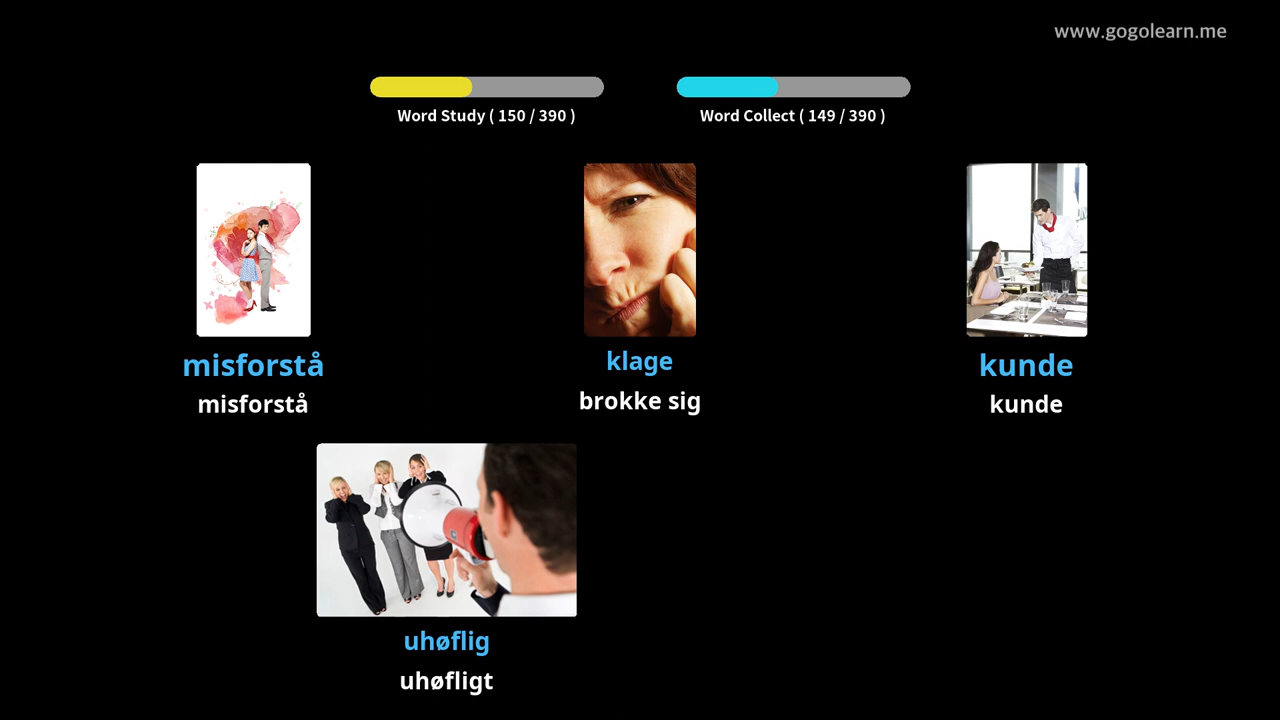 www.gogolearn.me
Word Study ( 150 / 390 )
Word Collect ( 149 / 390 )
misforstå
misforstå
klage
brokke sig
kunde
kunde
uhøflig
uhøfligt